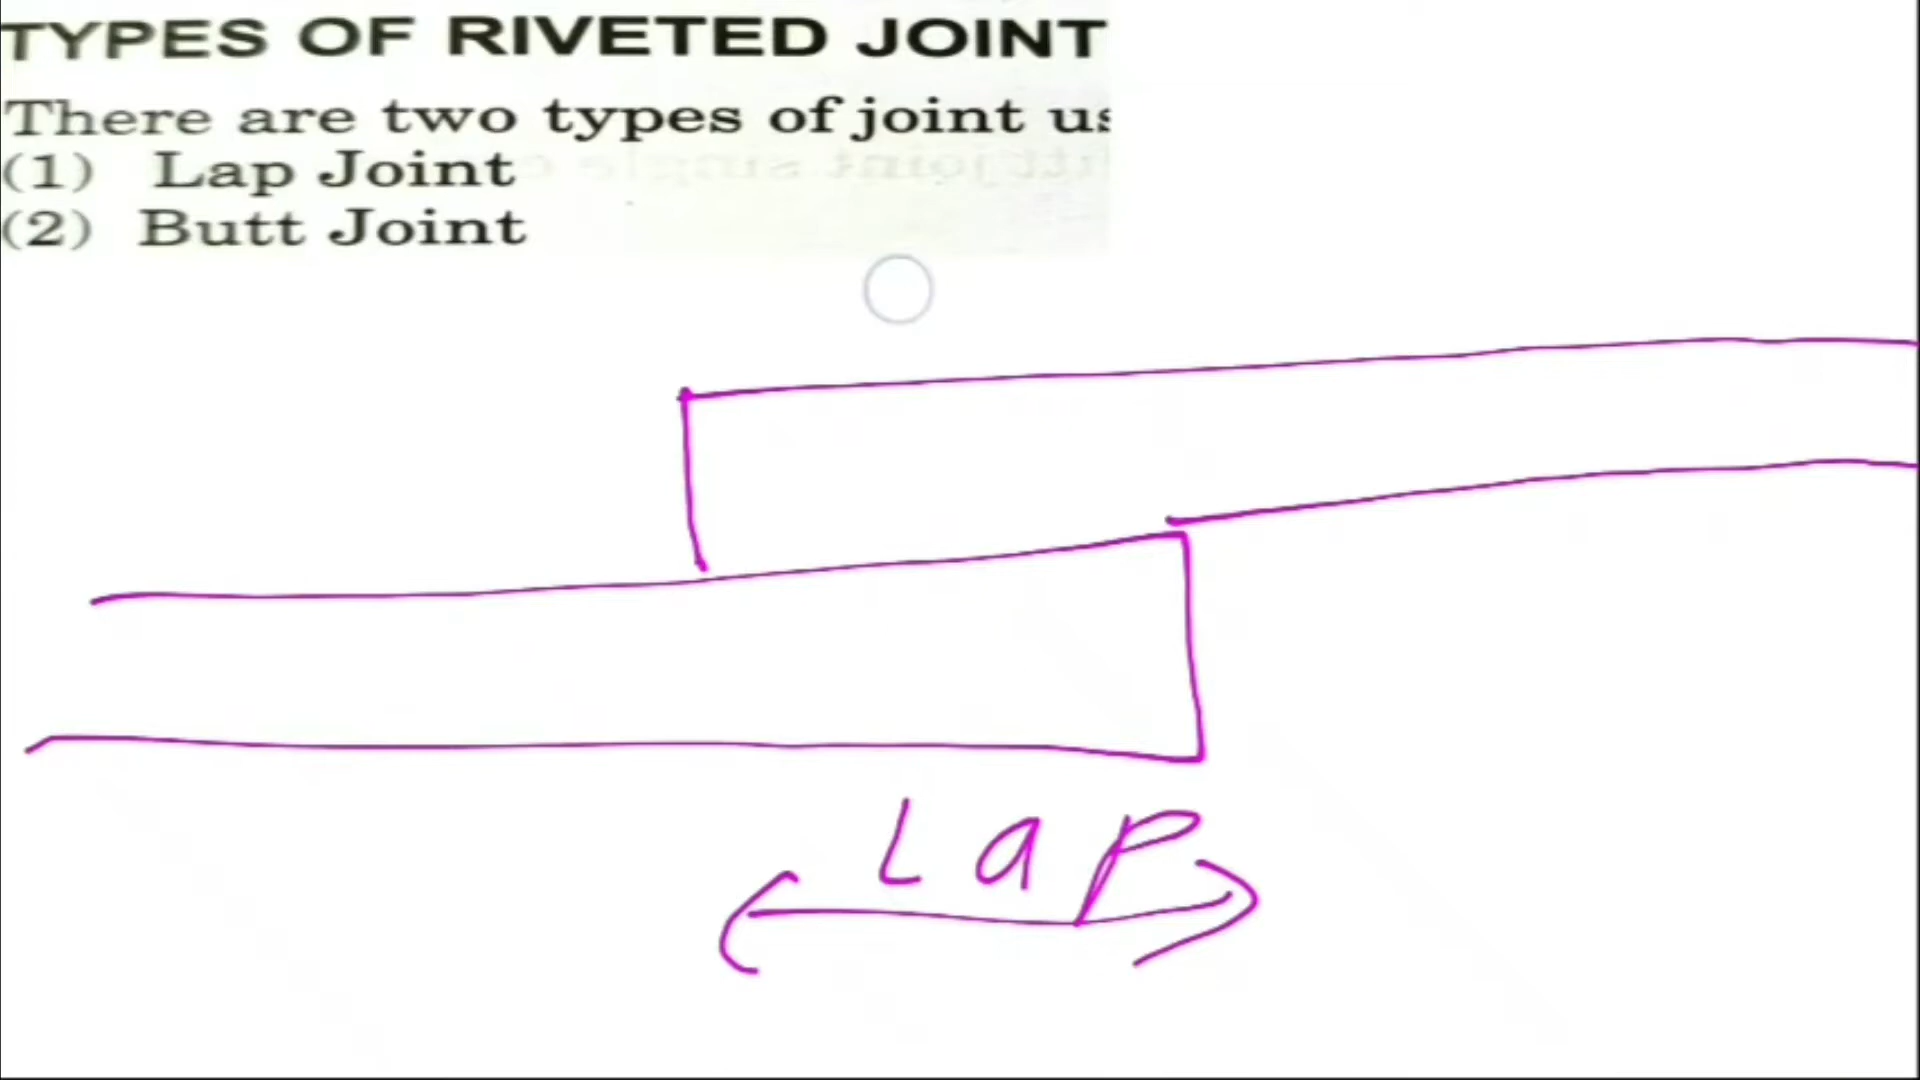 TYPES OF RIVETED JOINT
There are two types of joint us
(1) Lap Joint
(2) Butt Joint
Lap